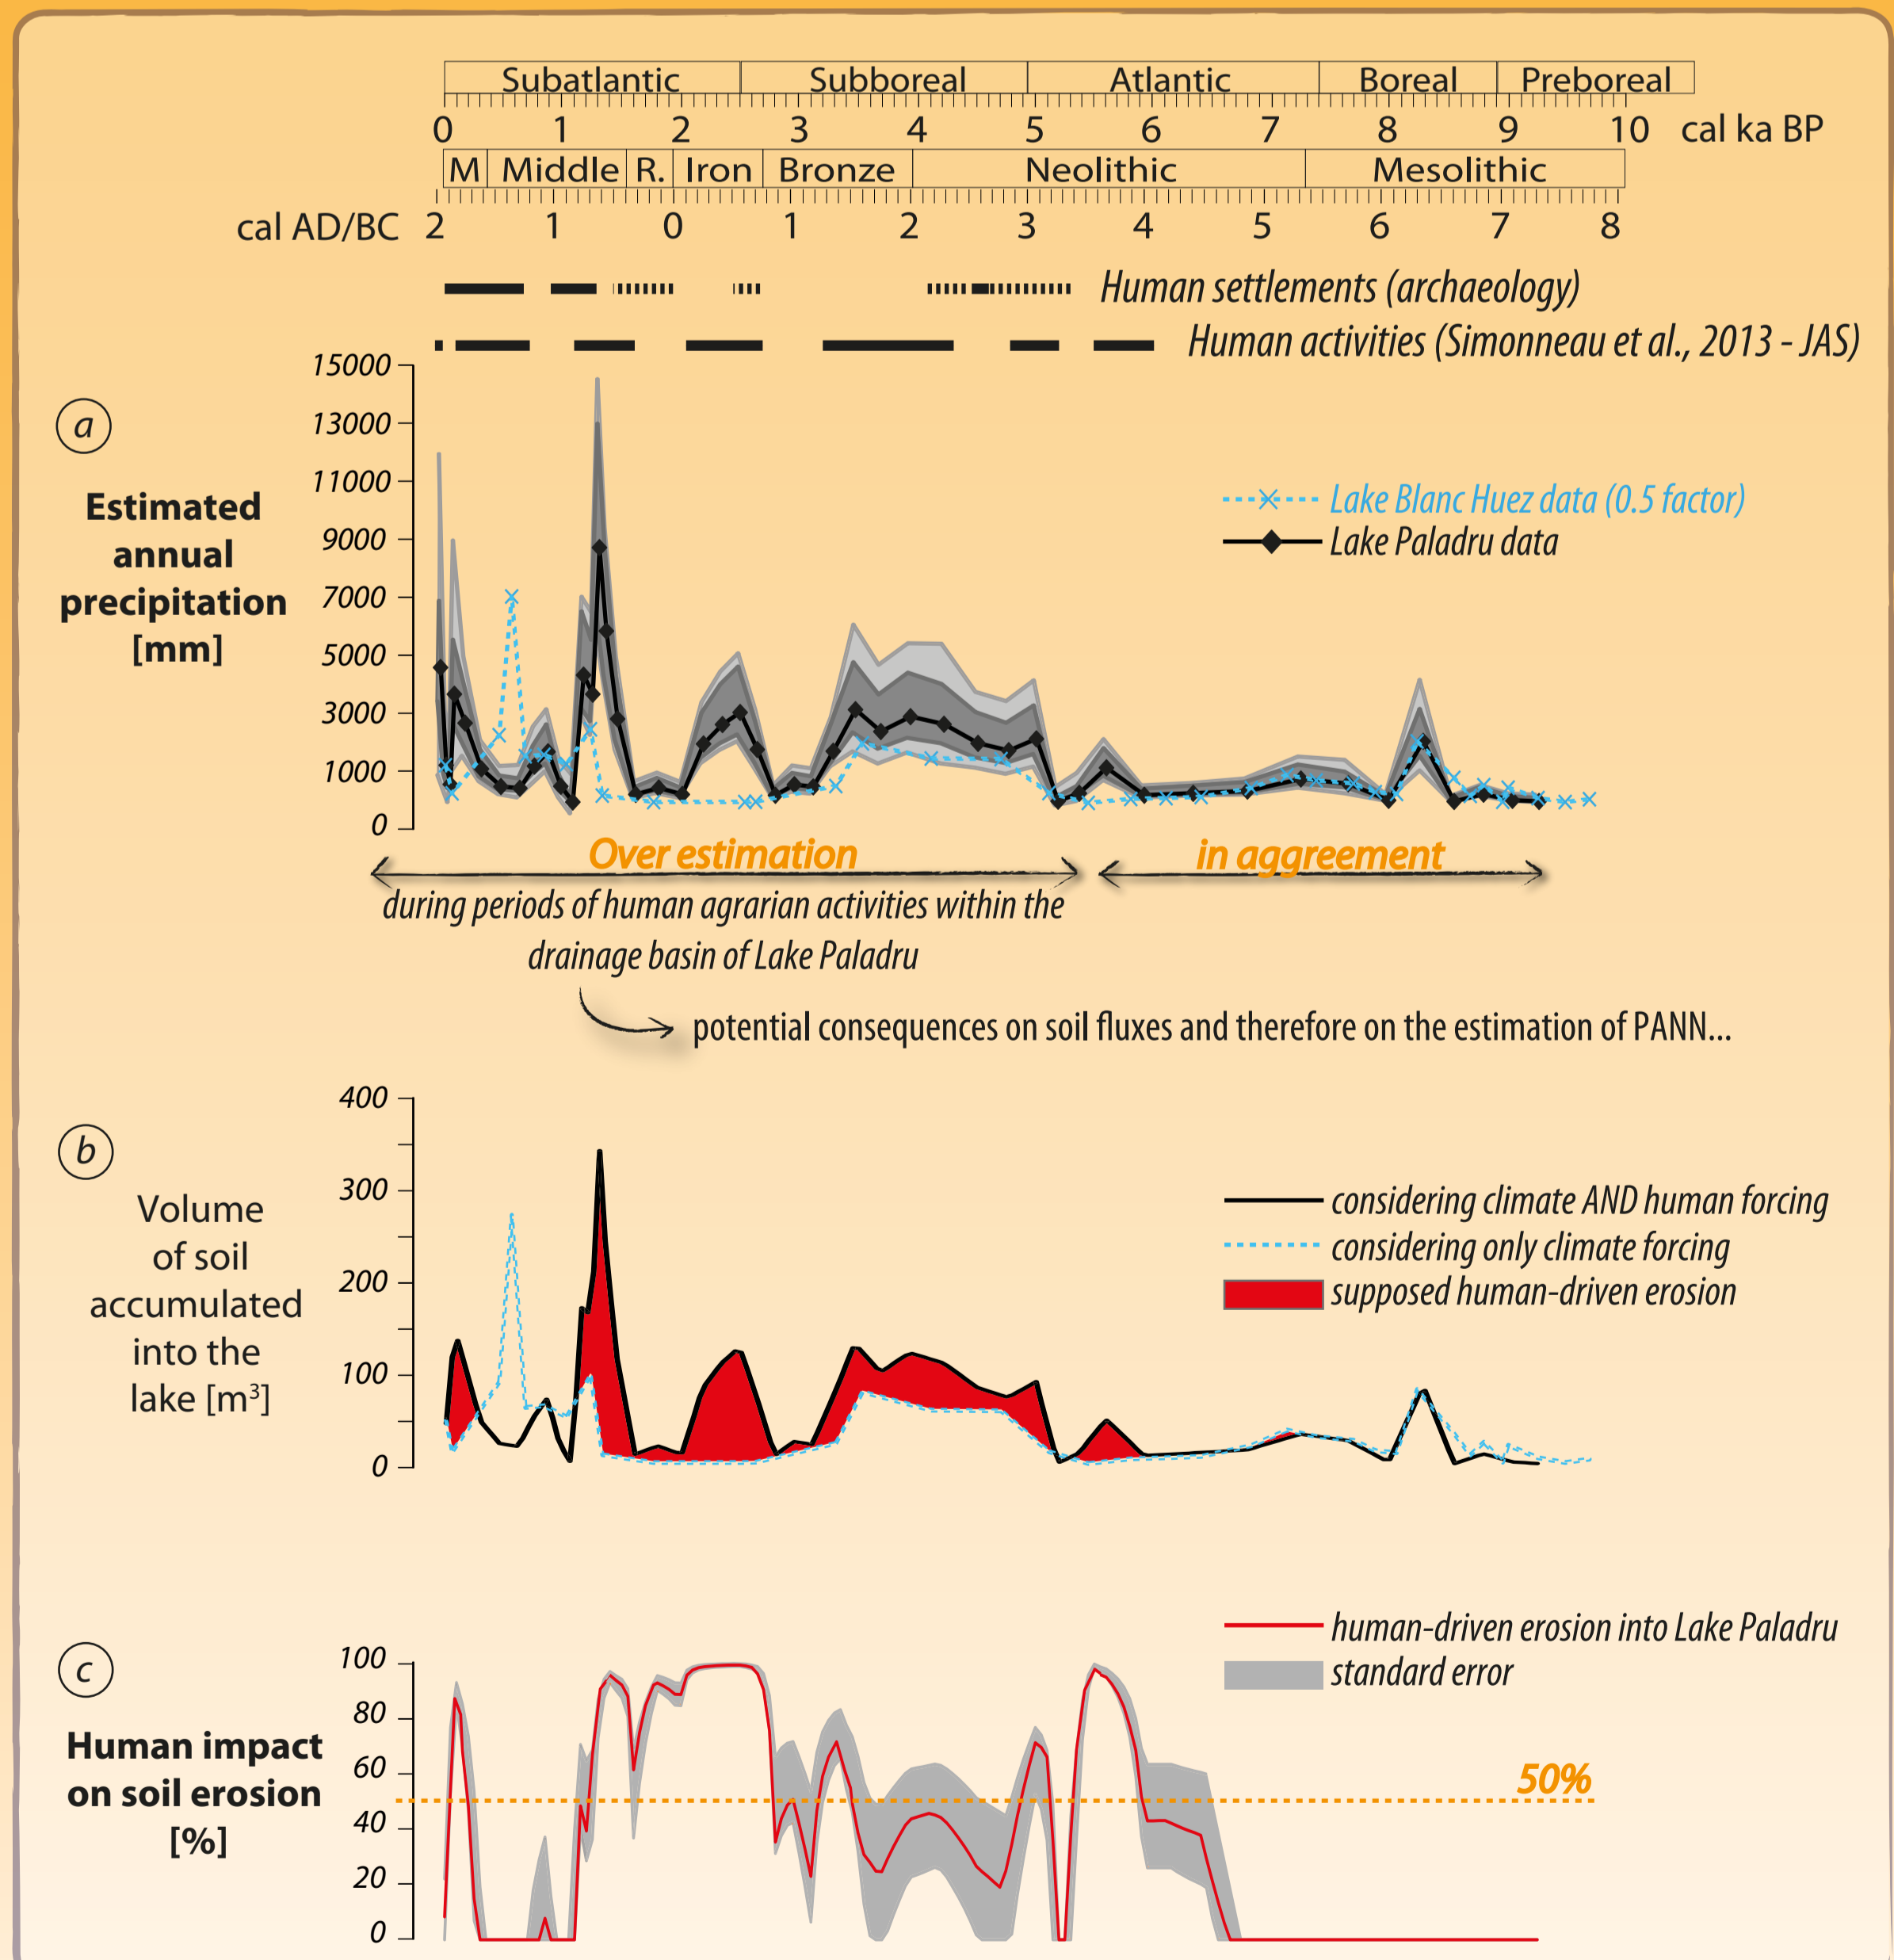 Subatlantic Subboreal Atlantic Boreal Preboreal
0 1 2 3 4 5 6 7 8 9 10 cal ka BP
M Middle R. Iron Bronze Neolithic Mesolithic
cal AD/BC 2 1 0 1 2 3 4 5 6 7 8
Human settlements (archaeology)
Human activities (Simonneau et al., 2013 - JAS)
a
Estimated
annual
precipitation
[mm]
15000
13000
11000
9000
7000
5000
3000
1000
0
Lake Blanc Huez data (0.5 factor)
Lake Paladru data
Over estimation
in aggreement
during periods of human agrarian activities within the
drainage basin of Lake Paladru
potential consequences on soil fluxes and therefore on the estimation of PANN...
b
Volume
of soil
accumulated
into the
lake [m³]
400
300
200
100
0
considering climate AND human forcing
considering only climate forcing
supposed human-driven erosion
c
Human impact
on soil erosion
[%]
100
80
60
40
20
0
human-driven erosion into Lake Paladru
standard error
50%